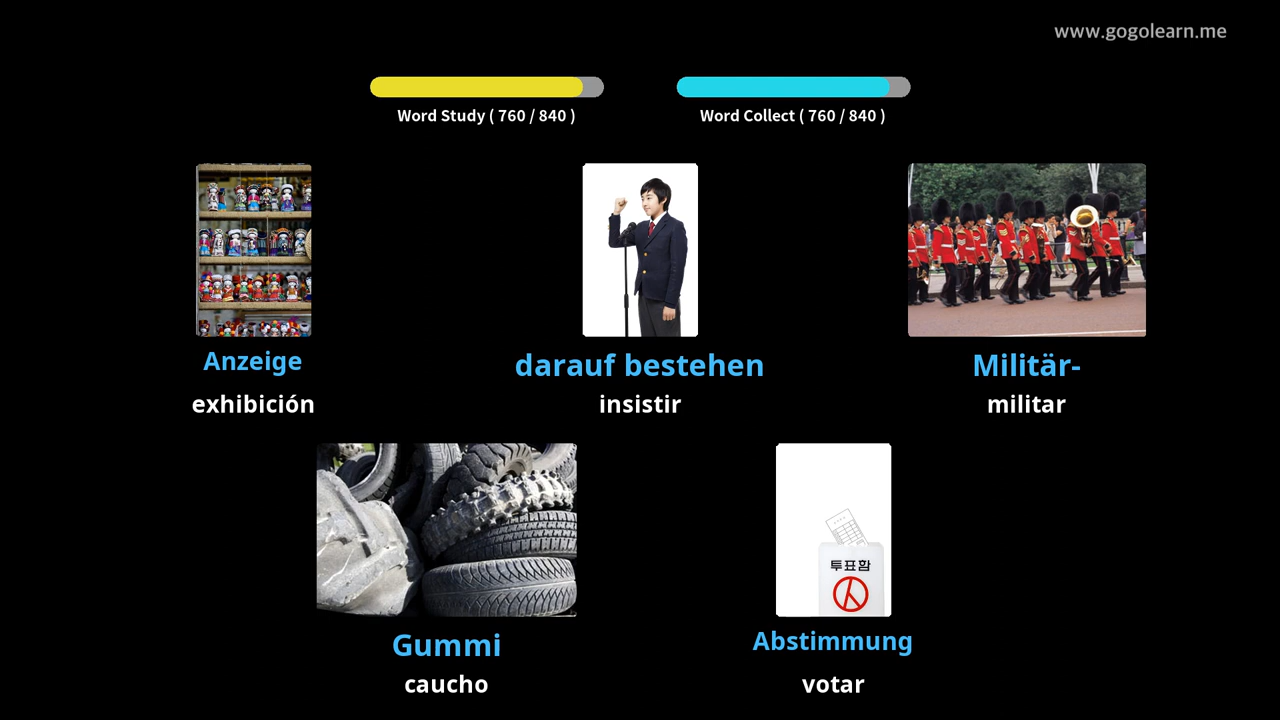 www.gogolearn.me
Word Study ( 760 / 840 )
Word Collect ( 760 / 840 )
Anzeige
exhibición
darauf bestehen
insistir
Militär-
militar
투표함
Gummi
caucho
Abstimmung
votar